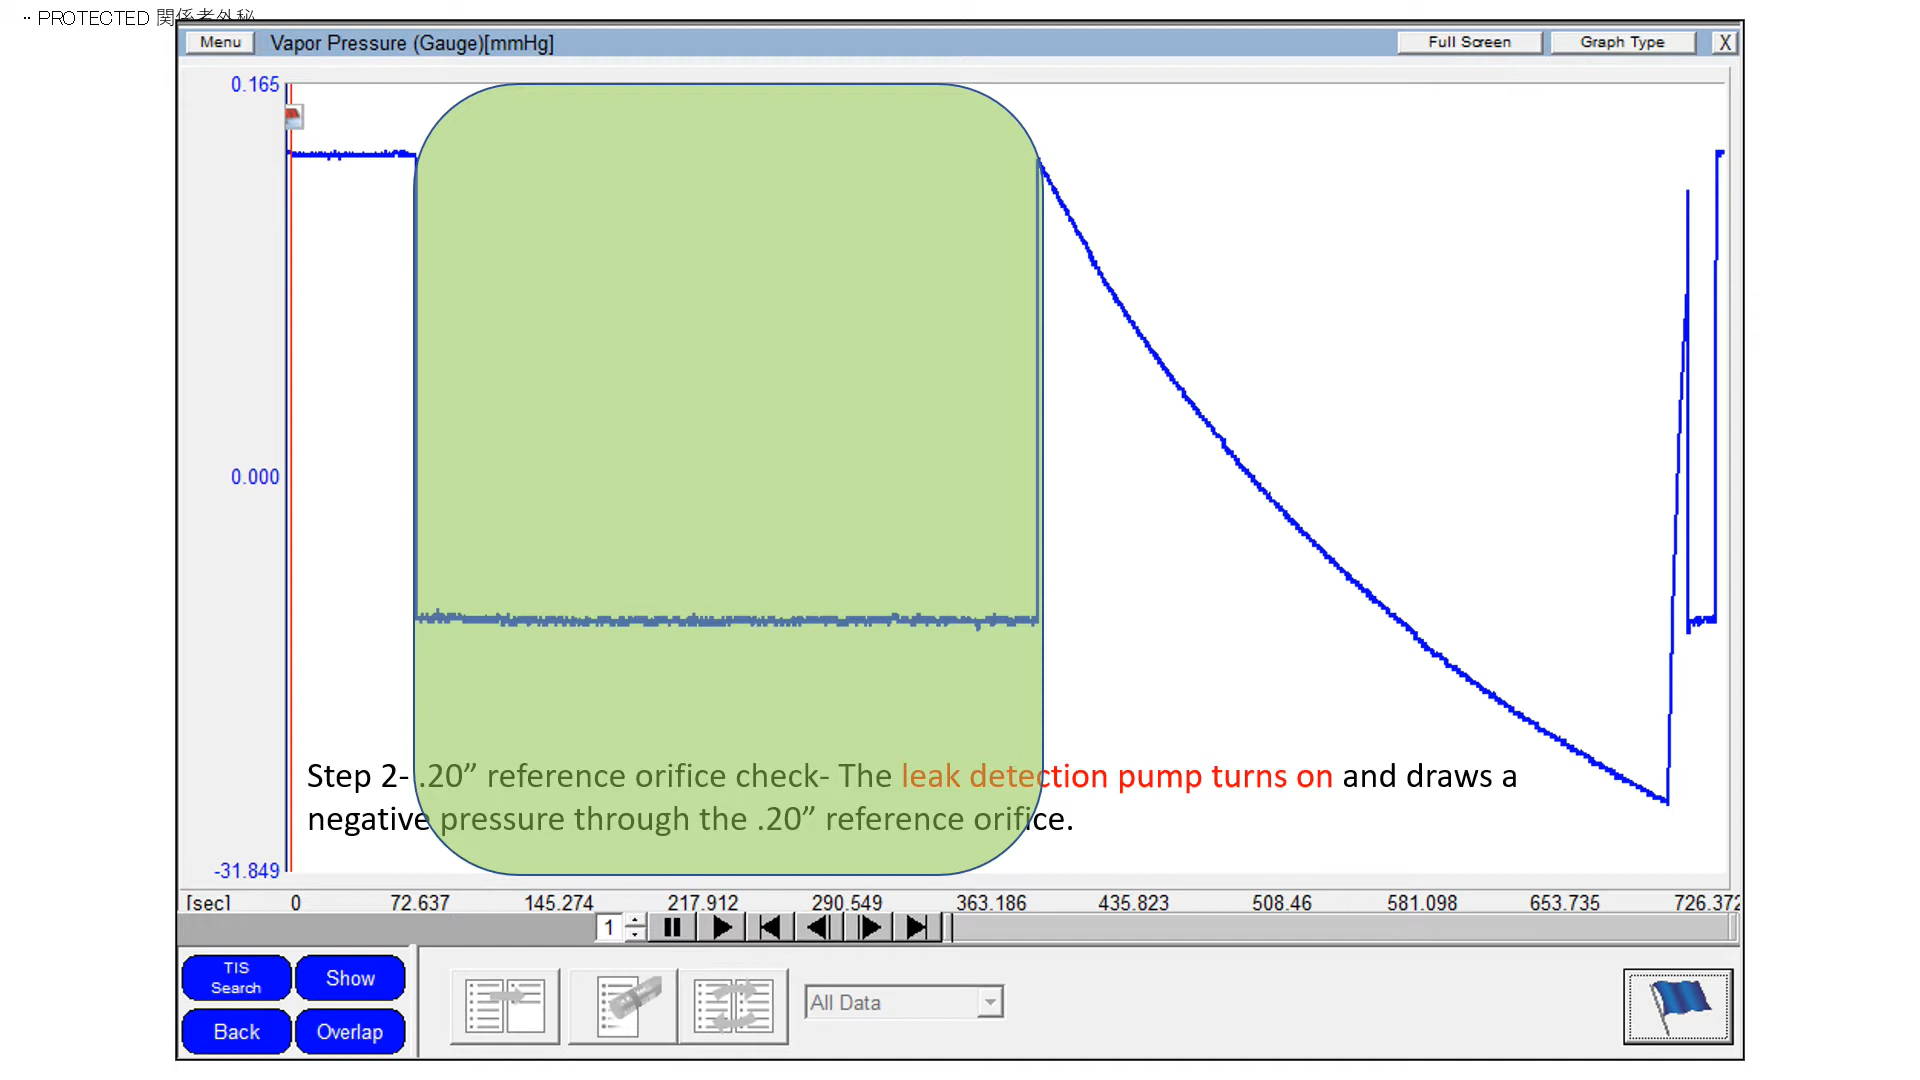 ·· PROTECTED 関係者外秘
Menu Vapor Pressure (Gauge)[mmHg] Full Screen Graph Type X
0.165
0.000
Step 2- .20” reference orifice check- The leak detection pump turns on and draws a
negative pressure through the .20” reference orifice.
-31.849
[sec] 0 72.637 145.274 217.912 290.549 363.186 435.823 508.46 581.098 653.735 726.372
1
TIS
Search
Show
All Data
Back
Overlap